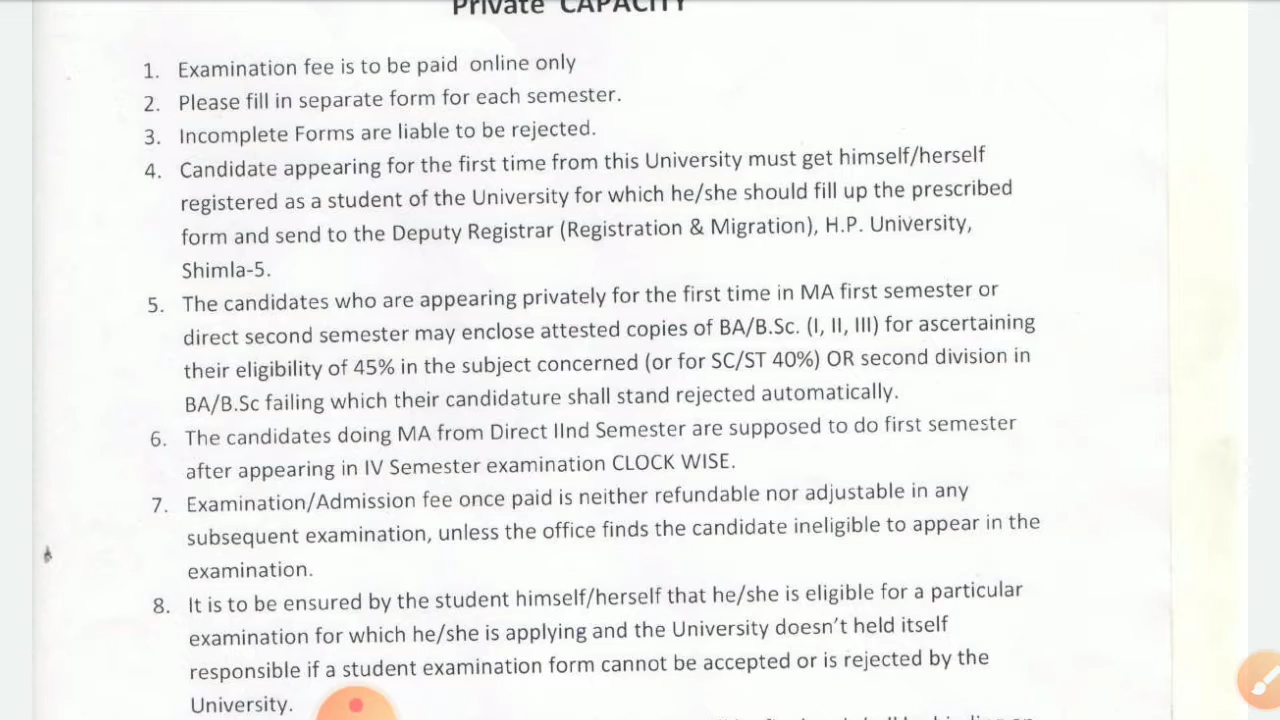 Private CAPACITY
1. Examination fee is to be paid online only
2. Please fill in separate form for each semester.
3. Incomplete Forms are liable to be rejected.
4. Candidate appearing for the first time from this University must get himself/herself
registered as a student of the University for which he/she should fill up the prescribed
form and send to the Deputy Registrar (Registration & Migration), H.P. University,
Shimla-5.
5. The candidates who are appearing privately for the first time in MA first semester or
direct second semester may enclose attested copies of BA/B.Sc. (I, II, III) for ascertaining
their eligibility of 45% in the subject concerned (or for SC/ST 40%) OR second division in
BA/B.Sc failing which their candidature shall stand rejected automatically.
6. The candidates doing MA from Direct IInd Semester are supposed to do first semester
after appearing in IV Semester examination CLOCK WISE.
7. Examination/Admission fee once paid is neither refundable nor adjustable in any
subsequent examination, unless the office finds the candidate ineligible to appear in the
examination.
8. It is to be ensured by the student himself/herself that he/she is eligible for a particular
examination for which he/she is applying and the University doesn't held itself
responsible if a student examination form cannot be accepted or is rejected by the
University.